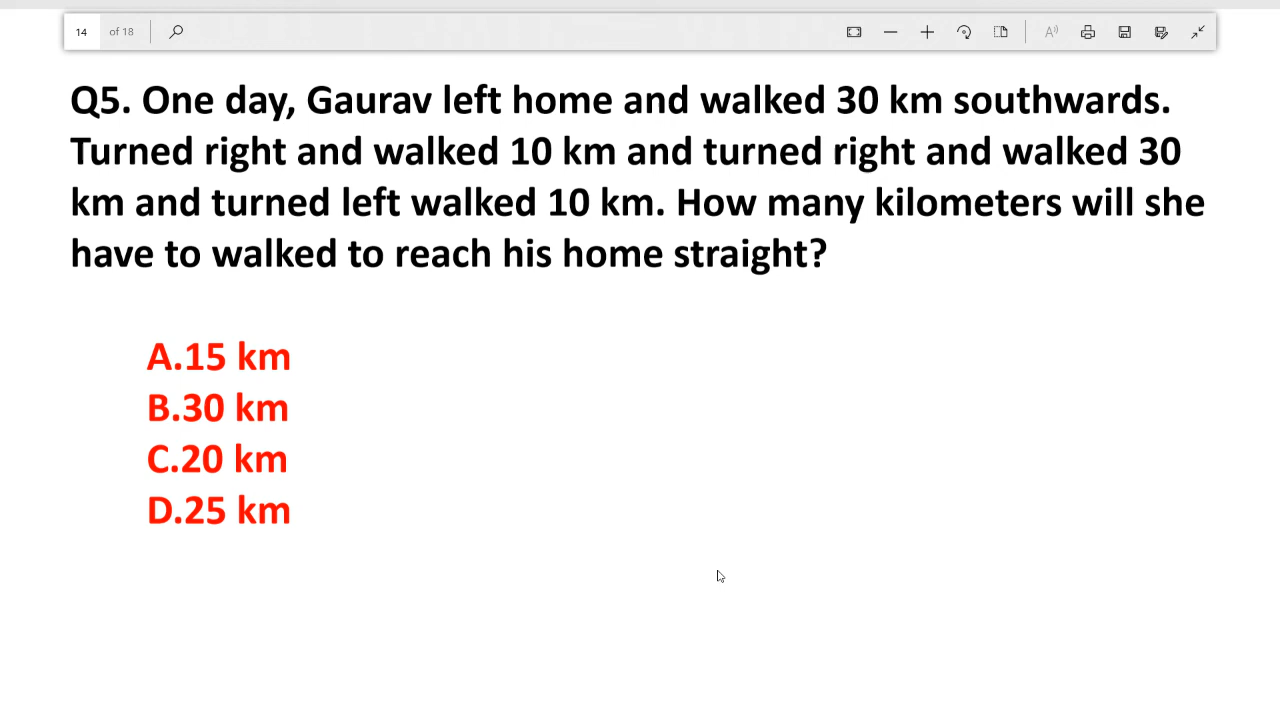 14 of 18
Q5. One day, Gaurav left home and walked 30 km southwards.
Turned right and walked 10 km and turned right and walked 30
km and turned left walked 10 km. How many kilometers will she
have to walked to reach his home straight?
A.15 km
B.30 km
C.20 km
D.25 km